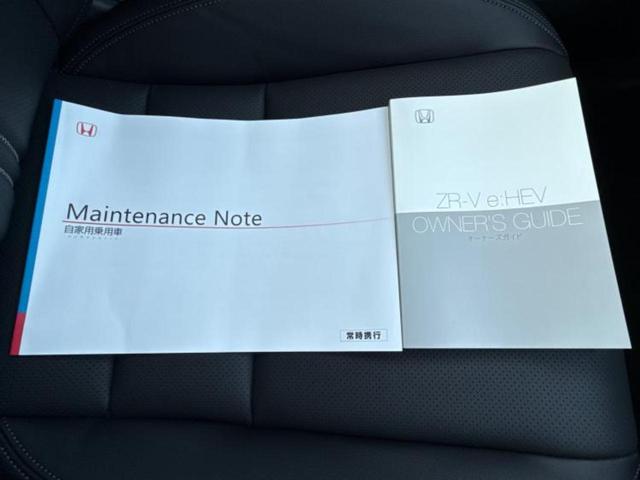 Maintenance Note
自家用乗用車
常時携行
ZR-V e:HEV
OWNER'S GUIDE
オーナーズガイド